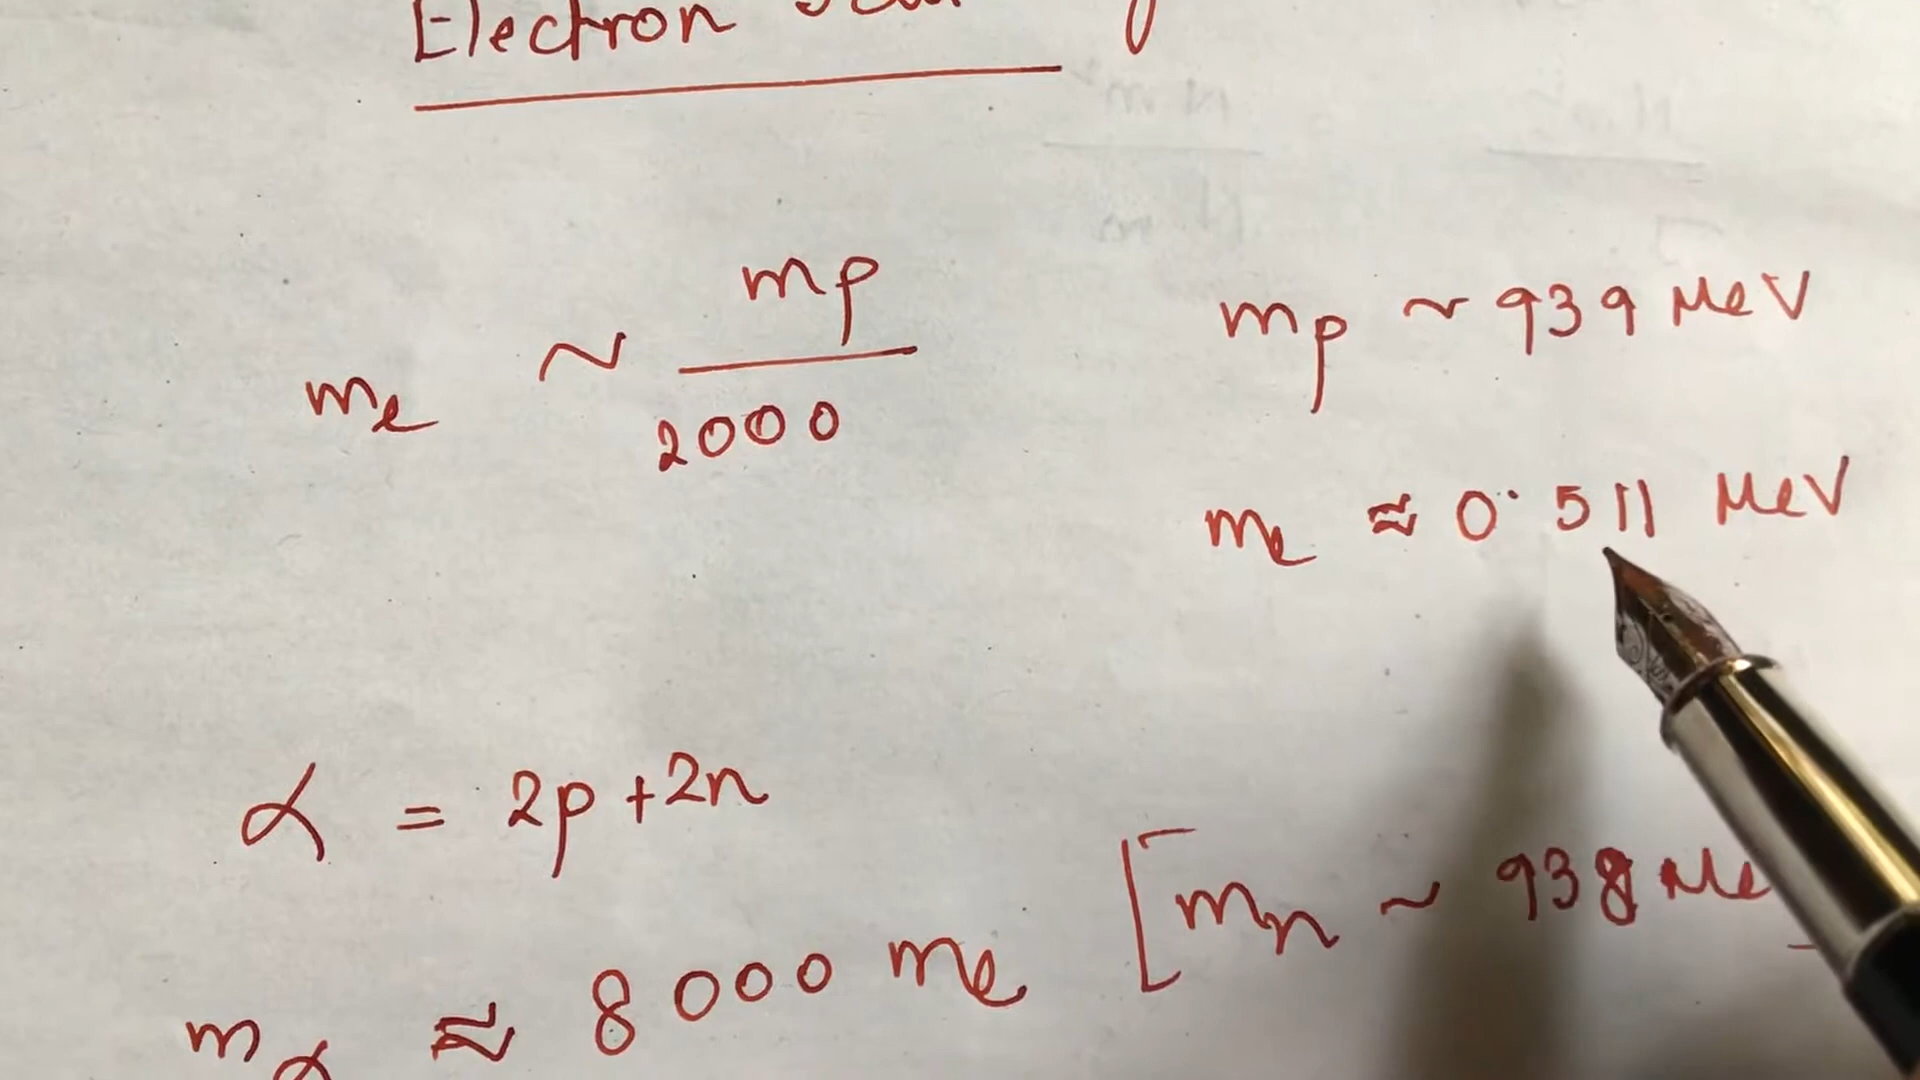 Electron
me ~ mp / 2000
mp ~ 939 MeV
me ≈ 0.511 MeV
α = 2p + 2n
[mn ~ 938 Me
mα ≈ 8000 me